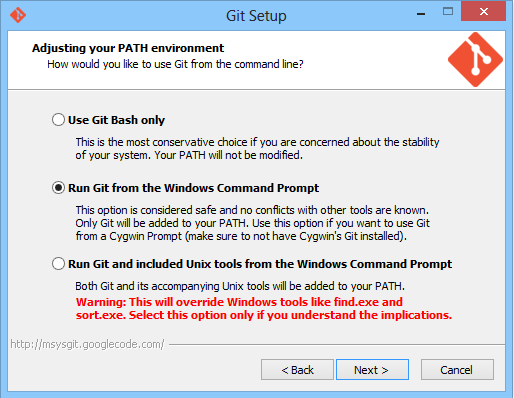 Git Setup
Adjusting your PATH environment
How would you like to use Git from the command line?
Use Git Bash only
This is the most conservative choice if you are concerned about the stability
of your system. Your PATH will not be modified.
Run Git from the Windows Command Prompt
This option is considered safe and no conflicts with other tools are known.
Only Git will be added to your PATH. Use this option if you want to use Git
from a Cygwin Prompt (make sure to not have Cygwin's Git installed).
Run Git and included Unix tools from the Windows Command Prompt
Both Git and its accompanying Unix tools will be added to your PATH.
Warning: This will override Windows tools like find.exe and
sort.exe. Select this option only if you understand the implications.
http://msysgit.googlecode.com/
< Back Next > Cancel